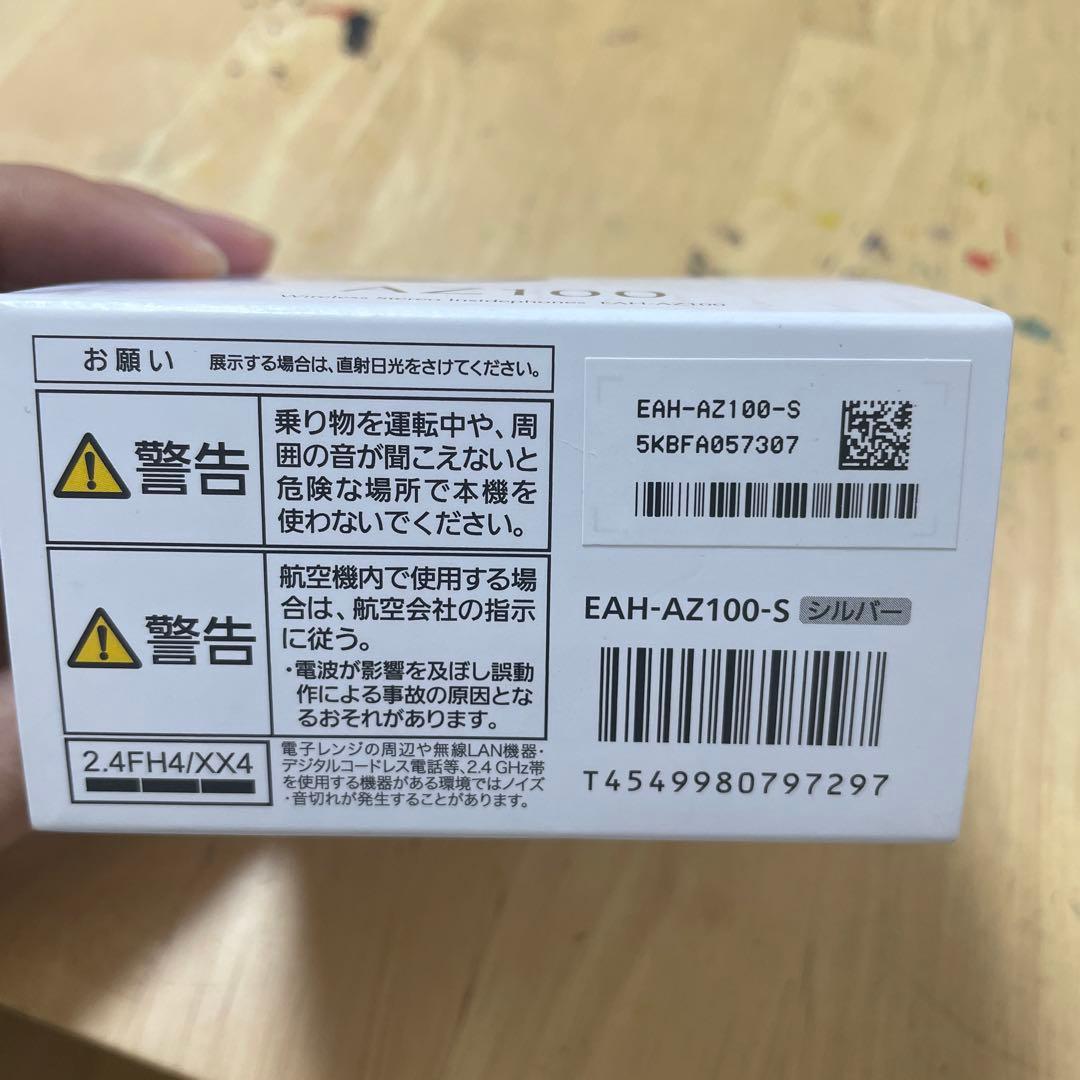 AZ100
Wireless Stereo Insidephones EAH-AZ100
お願い 展示する場合は、直射日光をさけてください。
警告
乗り物を運転中や、周
囲の音が聞こえないと
危険な場所で本機を
使わないでください。
警告
航空機内で使用する場
合は、航空会社の指示
に従う。
・電波が影響を及ぼし誤動
作による事故の原因とな
るおそれがあります。
2.4FH4/XX4
電子レンジの周辺や無線LAN機器・
デジタルコードレス電話等、2.4 GHz帯
を使用する機器がある環境ではノイズ
・音切れが発生することがあります。
EAH-AZ100-S
5KBFA057307
EAH-AZ100-S シルバー
T4549980797297